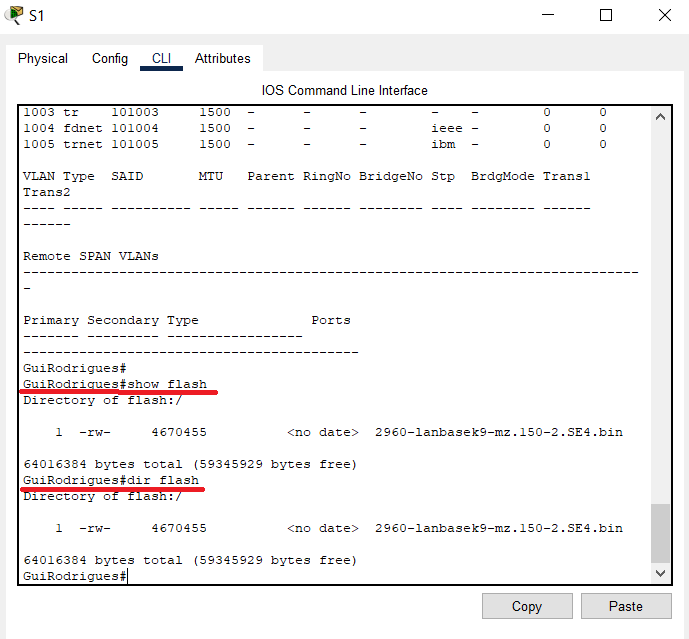 S1
Physical Config CLI Attributes
IOS Command Line Interface
1003 tr    101003     1500  -      -      -        -    -        0      0
1004 fdnet 101004     1500  -      -      -        ieee -        0      0
1005 trnet 101005     1500  -      -      -        ibm  -        0      0
VLAN Type  SAID       MTU   Parent RingNo BridgeNo Stp  BrdgMode Trans1
Trans2
---- ----- ---------- ----- ------ ------ -------- ---- -------- ------
------
Remote SPAN VLANs
-----------------------------------------------------------------------------
-
Primary Secondary Type              Ports
------- --------- -----------------
------------------------------------------
GuiRodrigues#
GuiRodrigues#show flash
Directory of flash:/
    1  -rw-     4670455          <no date>  2960-lanbasek9-mz.150-2.SE4.bin
64016384 bytes total (59345929 bytes free)
GuiRodrigues#dir flash
Directory of flash:/
    1  -rw-     4670455          <no date>  2960-lanbasek9-mz.150-2.SE4.bin
64016384 bytes total (59345929 bytes free)
GuiRodrigues#
Copy Paste